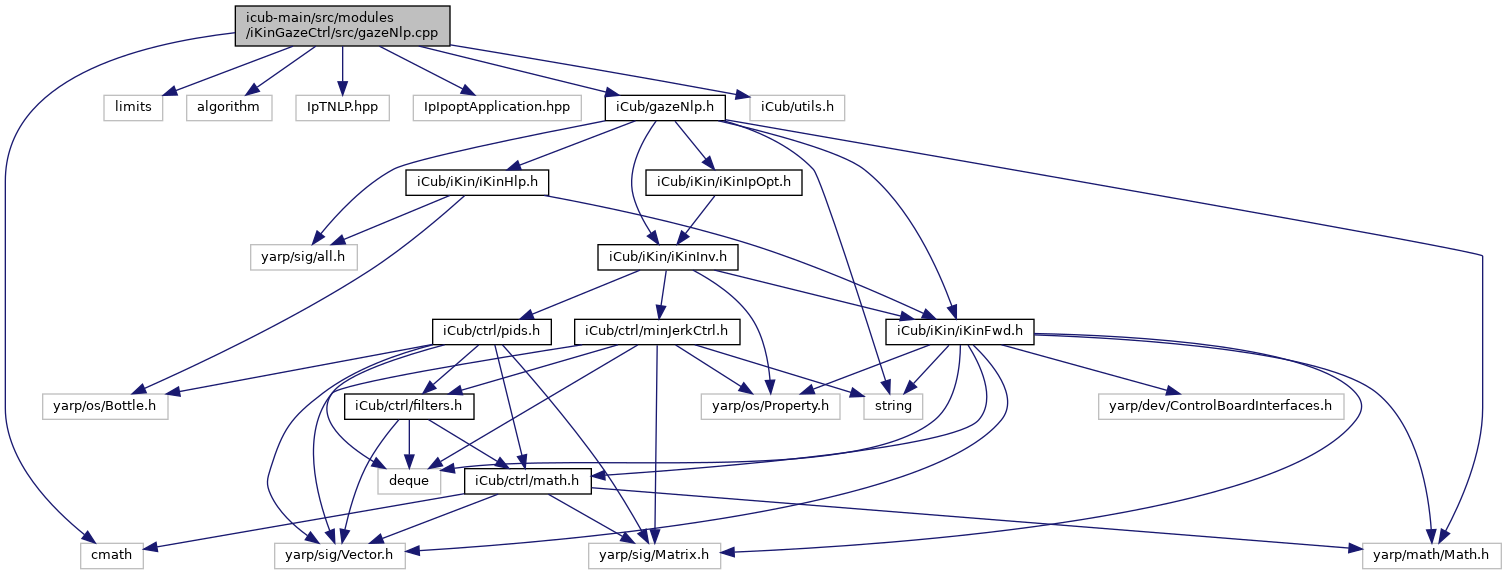 icub-main/src/modules
/iKinGazeCtrl/src/gazeNlp.cpp
limits
algorithm
IpTNLP.hpp
IpIpoptApplication.hpp
iCub/gazeNlp.h
iCub/utils.h
iCub/iKin/iKinHlp.h
iCub/iKin/iKinIpOpt.h
yarp/sig/all.h
iCub/iKin/iKinInv.h
iCub/ctrl/pids.h
iCub/ctrl/minJerkCtrl.h
iCub/iKin/iKinFwd.h
yarp/os/Bottle.h
iCub/ctrl/filters.h
yarp/os/Property.h
string
yarp/dev/ControlBoardInterfaces.h
deque
iCub/ctrl/math.h
cmath
yarp/sig/Vector.h
yarp/sig/Matrix.h
yarp/math/Math.h